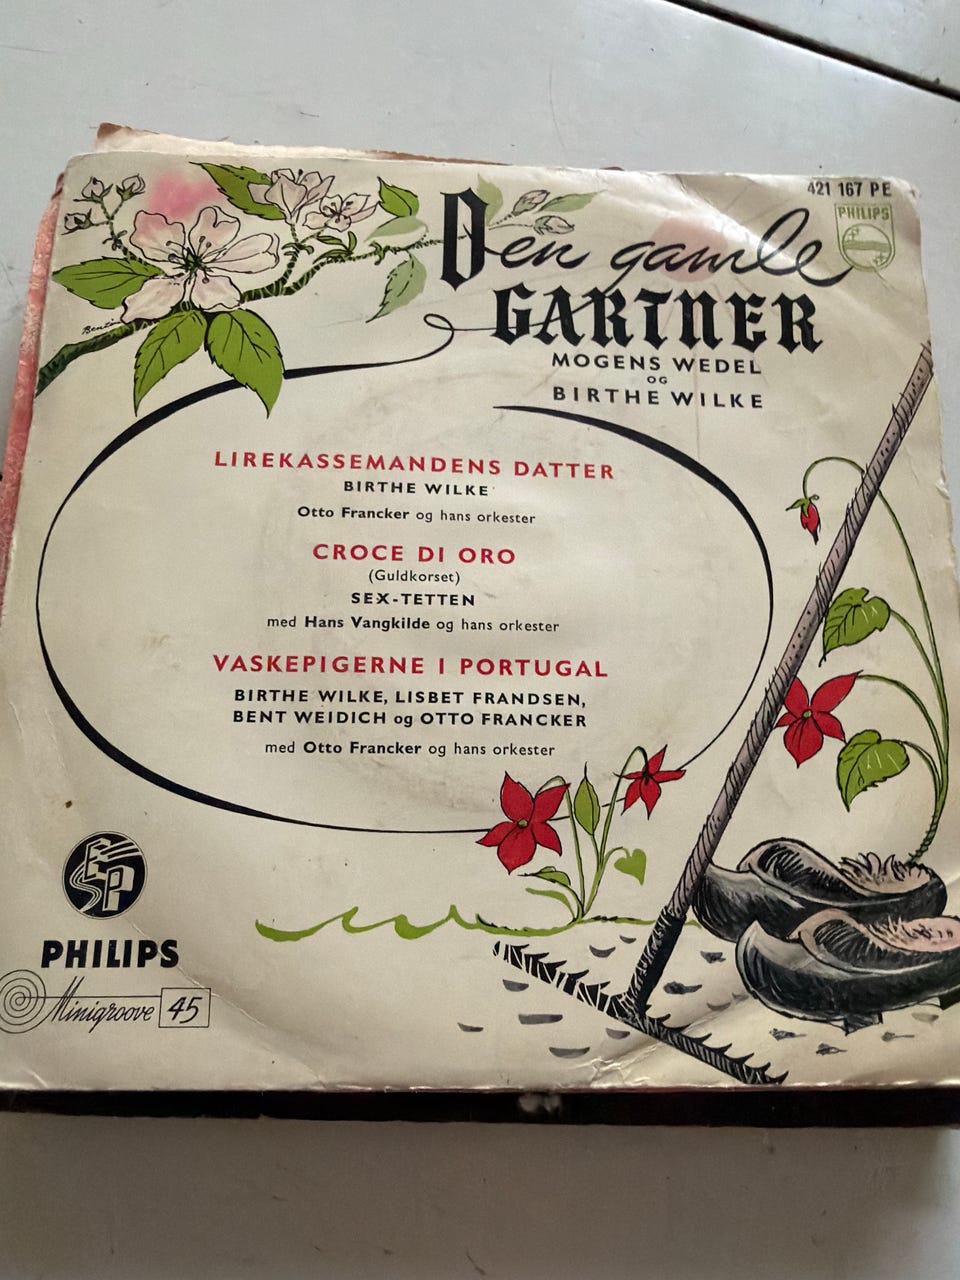 421 167 PE
PHILIPS
Den gamle
GARTNER
MOGENS WEDEL
OG
BIRTHE WILKE
LIREKASSEMANDENS DATTER
BIRTHE WILKE
Otto Francker og hans orkester
CROCE DI ORO
(Guldkorset)
SEX-TETTEN
med Hans Vangkilde og hans orkester
VASKEPIGERNE I PORTUGAL
BIRTHE WILKE, LISBET FRANDSEN,
BENT WEIDICH og OTTO FRANCKER
med Otto Francker og hans orkester
EP
PHILIPS
Minigroove 45